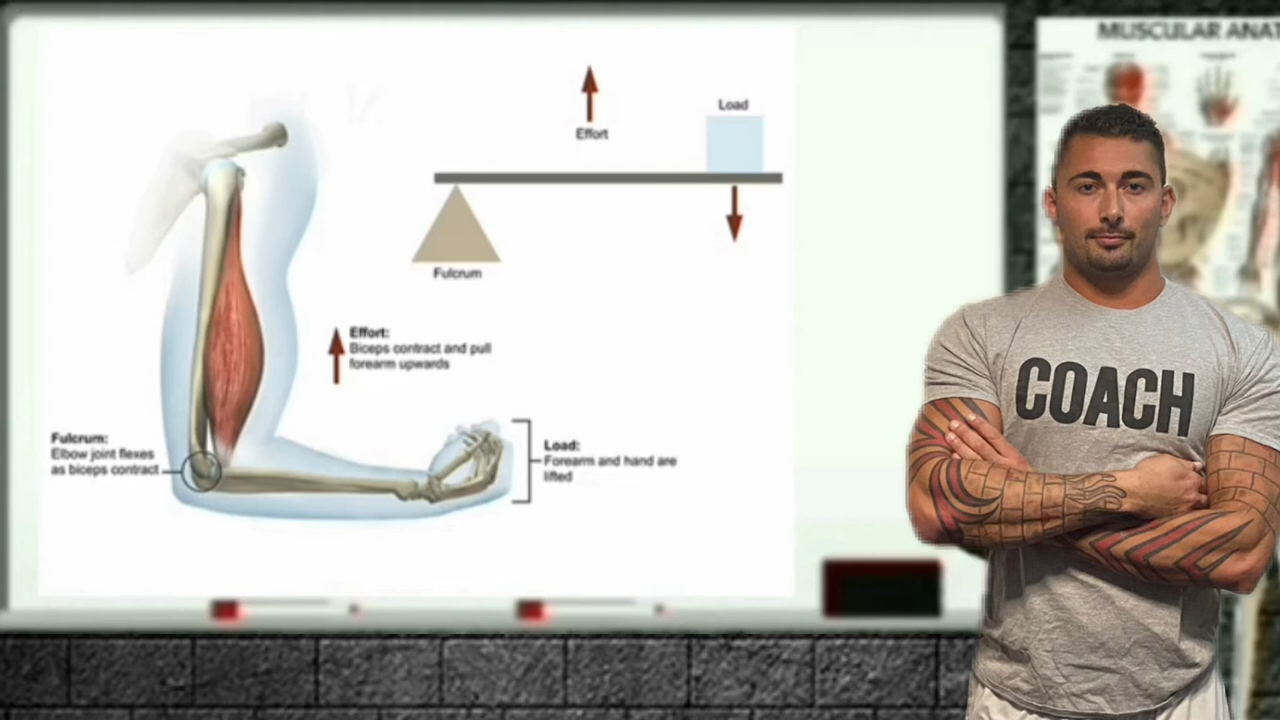 MUSCULAR ANAT
Load
Effort
Fulcrum
Effort:
Biceps contract and pull
forearm upwards
COACH
Fulcrum:
Elbow joint flexes
as biceps contract
Load:
Forearm and hand are
lifted